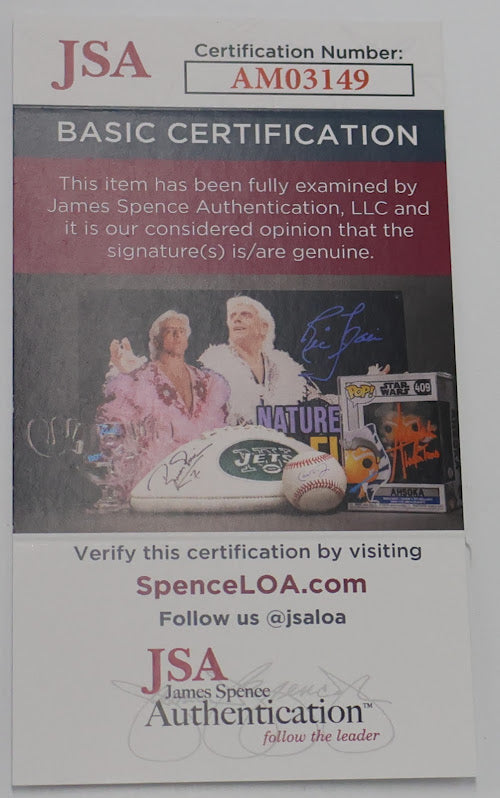 JSA
Certification Number:
AM03149
BASIC CERTIFICATION
This item has been fully examined by
James Spence Authentication, LLC and
it is our considered opinion that the
signature(s) is/are genuine.
NATURE
JETS
POP!
STAR
WARS
409
AHSOKA
Verify this certification by visiting
SpenceLOA.com
Follow us @jsaloa
JSA
James Spence
Authentication™
follow the leader